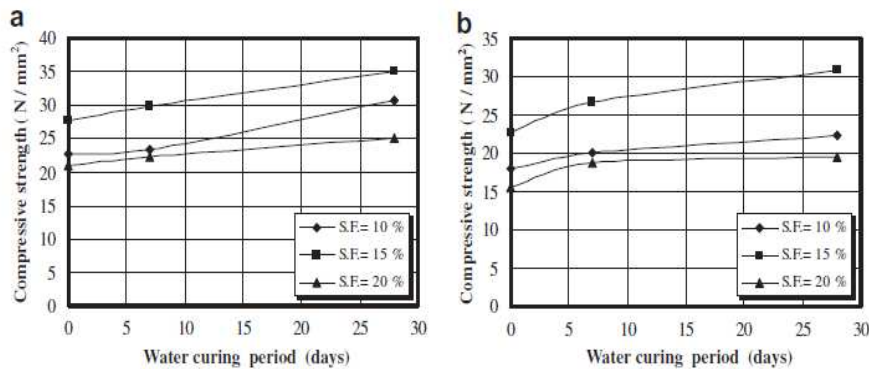 a
Compressive strength ( N / mm²)
40
35
30
25
20
15
10
5
0
S.F.= 10 %
S.F.= 15 %
S.F.= 20 %
0 5 10 15 20 25 30
Water curing period (days)
b
Compressive strength ( N / mm²)
35
30
25
20
15
10
5
0
S.F.= 10 %
S.F.= 15 %
S.F.= 20 %
0 5 10 15 20 25 30
Water curing period (days)